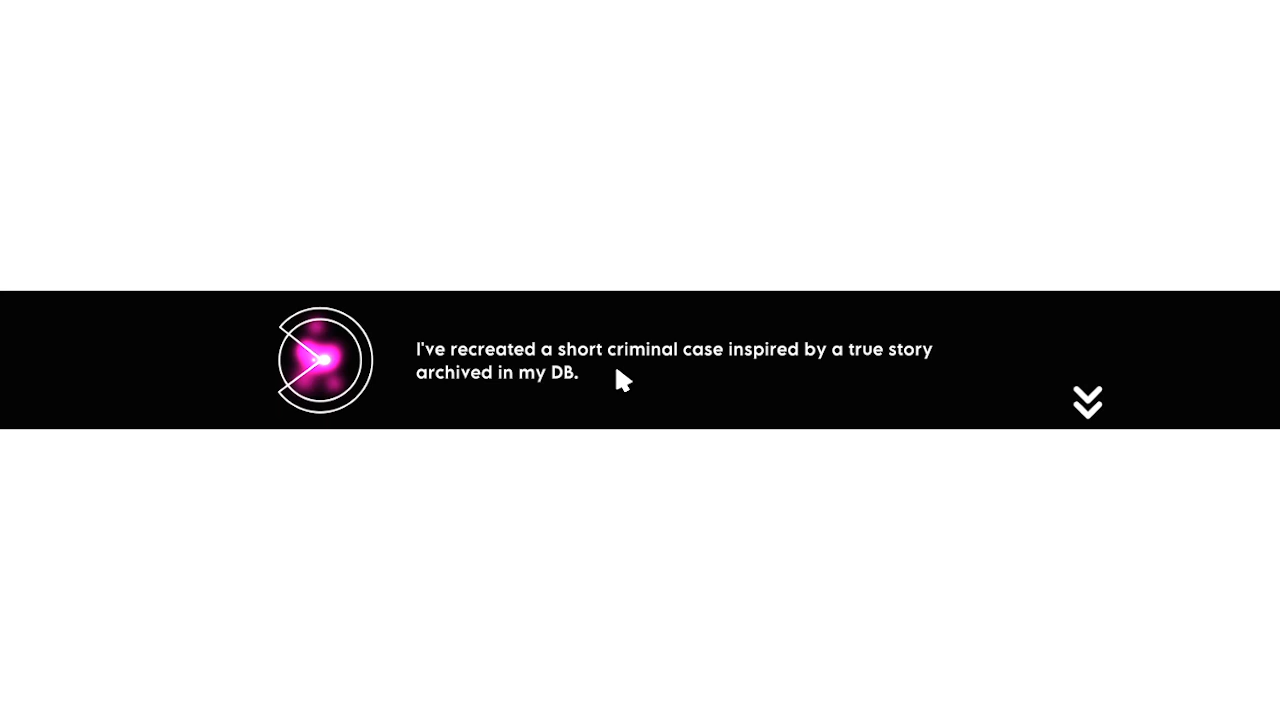 I've recreated a short criminal case inspired by a true story
archived in my DB.